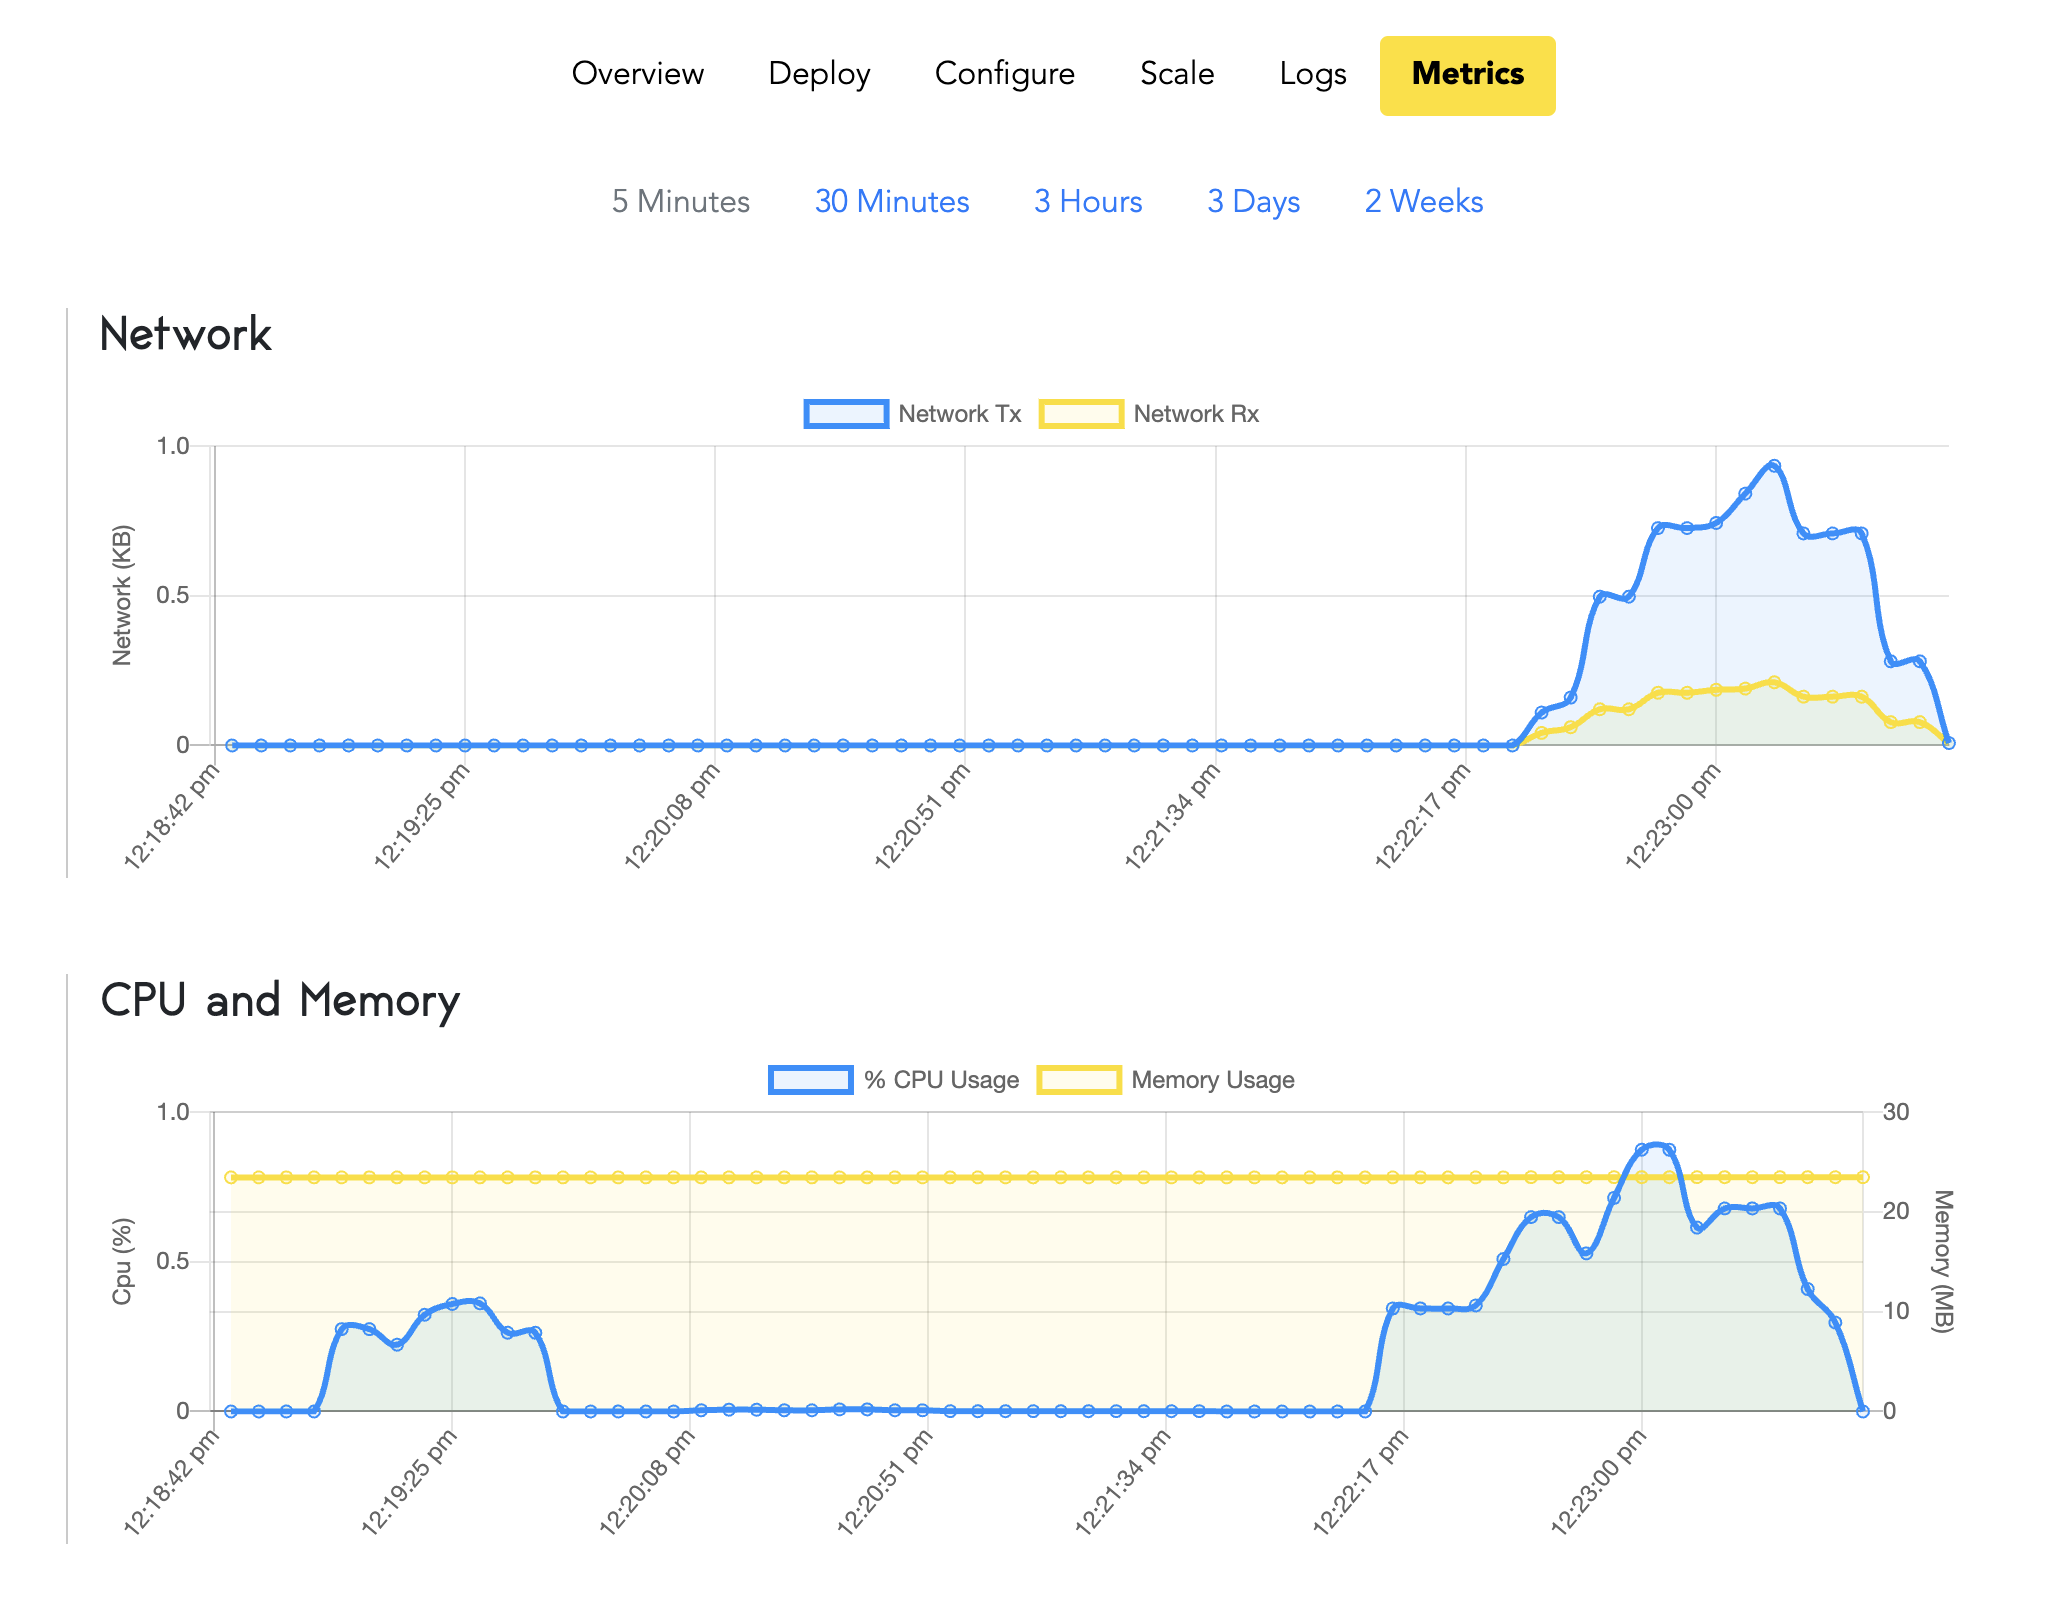 Overview Deploy Configure Scale Logs Metrics
5 Minutes 30 Minutes 3 Hours 3 Days 2 Weeks
Network
Network Tx Network Rx
1.0
0.5
0
Network (KB)
12:18:42 pm 12:19:25 pm 12:20:08 pm 12:20:51 pm 12:21:34 pm 12:22:17 pm 12:23:00 pm
CPU and Memory
% CPU Usage Memory Usage
1.0
0.5
0
Cpu (%)
30
20
10
0
Memory (MB)
12:18:42 pm 12:19:25 pm 12:20:08 pm 12:20:51 pm 12:21:34 pm 12:22:17 pm 12:23:00 pm